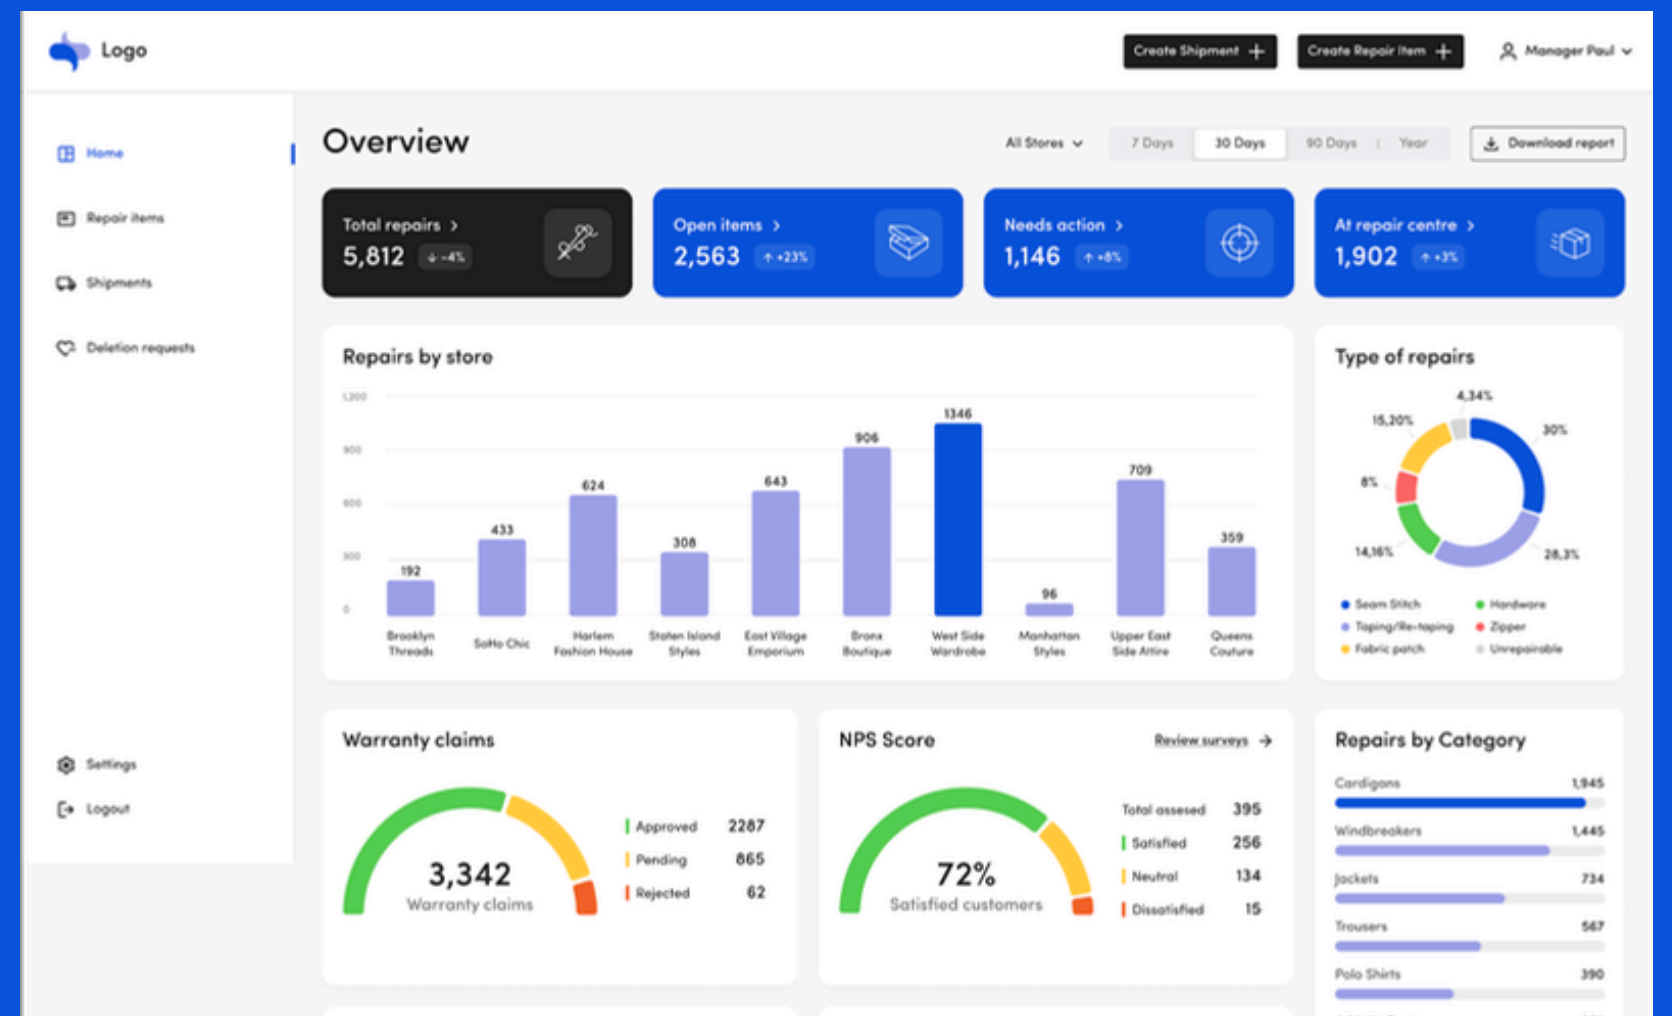 Logo
Create Shipment
Create Repair Item
Manager Paul
Home
Repair items
Shipments
Deletion requests
Settings
Logout
Overview
All Stores
7 Days
30 Days
90 Days
Year
Download report
Total repairs >
5,812
-4%
Open items >
2,563
+23%
Needs action >
1,146
+8%
At repair centre >
1,902
+3%
Repairs by store
1,200
900
600
300
0
192
433
624
308
643
906
1346
96
709
359
Brooklyn
Threads
SoHo Chic
Harlem
Fashion House
Staten Island
Styles
East Village
Emporium
Bronx
Boutique
West Side
Wardrobe
Manhattan
Styles
Upper East
Side Attire
Queens
Couture
Type of repairs
4,34%
15,20%
30%
8%
14,16%
28,3%
Seam Stitch
Hardware
Taping/Re-taping
Zipper
Fabric patch
Unrepairable
Warranty claims
3,342
Warranty claims
Approved 2287
Pending 865
Rejected 62
NPS Score
Review surveys
72%
Satisfied customers
Total assesed 395
Satisfied 256
Neutral 134
Dissatisfied 15
Repairs by Category
Cardigans 1,945
Windbreakers 1,445
Jackets 734
Trousers 567
Polo Shirts 390